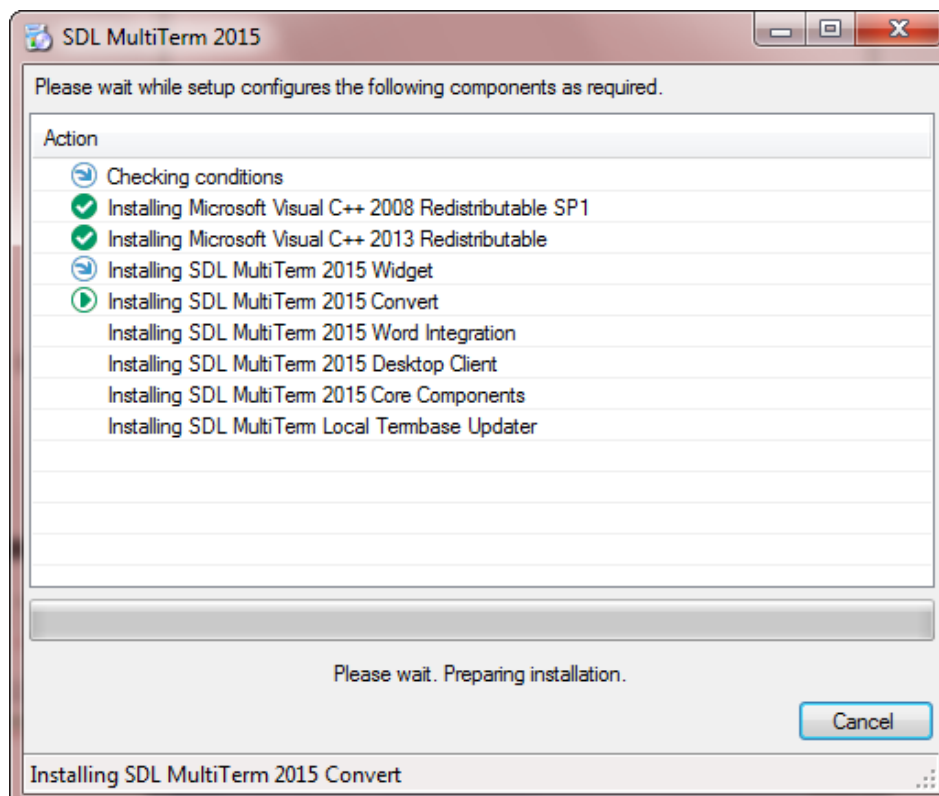 SDL MultiTerm 2015
Please wait while setup configures the following components as required.
Action
Checking conditions
Installing Microsoft Visual C++ 2008 Redistributable SP1
Installing Microsoft Visual C++ 2013 Redistributable
Installing SDL MultiTerm 2015 Widget
Installing SDL MultiTerm 2015 Convert
Installing SDL MultiTerm 2015 Word Integration
Installing SDL MultiTerm 2015 Desktop Client
Installing SDL MultiTerm 2015 Core Components
Installing SDL MultiTerm Local Termbase Updater
Please wait. Preparing installation.
Cancel
Installing SDL MultiTerm 2015 Convert